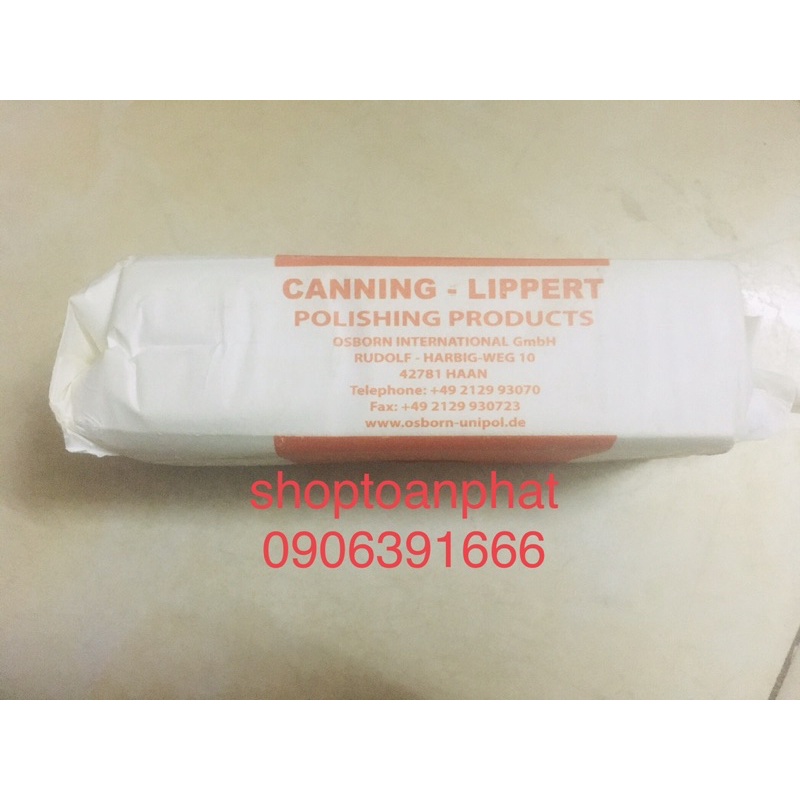 CANNING - LIPPERT
POLISHING PRODUCTS
OSBORN INTERNATIONAL GmbH
RUDOLF - HARBIG-WEG 10
42781 HAAN
Telephone: +49 2129 93070
Fax: +49 2129 930723
www.osborn-unipol.de
shoptoanphat
0906391666